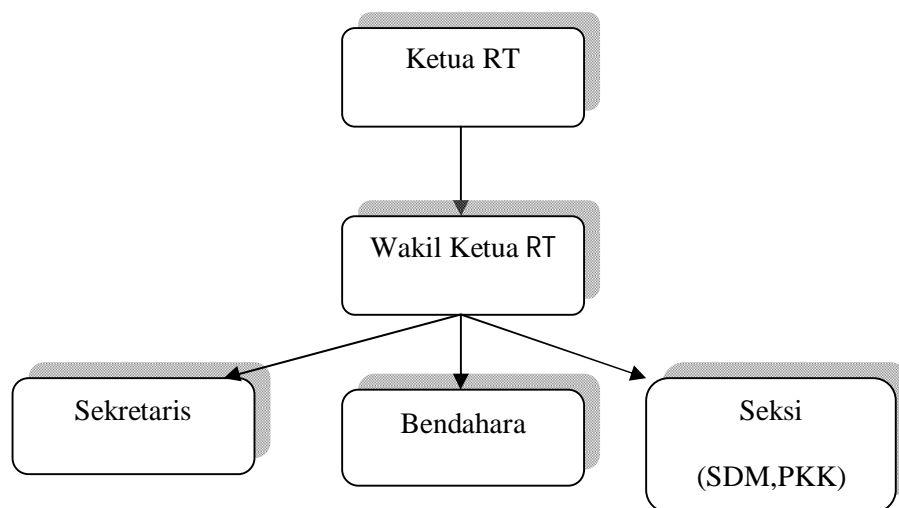 Ketua RT
Wakil Ketua RT
Sekretaris
Bendahara
Seksi
(SDM,PKK)